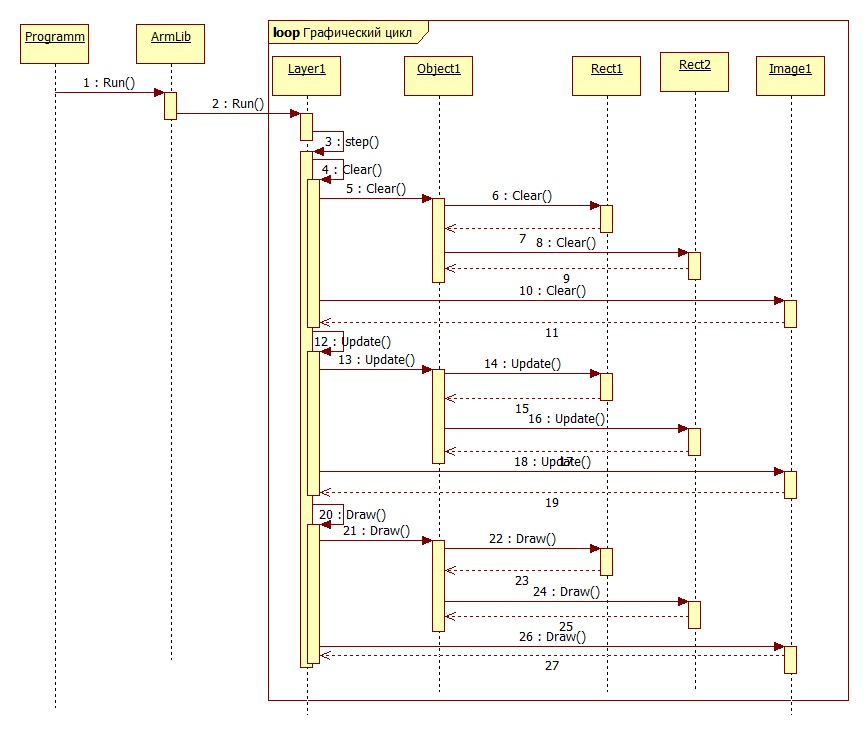 loop Графический цикл
Programm
ArmLib
Layer1
Object1
Rect1
Rect2
Image1
1 : Run()
2 : Run()
3 : step()
4 : Clear()
5 : Clear()
6 : Clear()
7
8 : Clear()
9
10 : Clear()
11
12 : Update()
13 : Update()
14 : Update()
15
16 : Update()
17
18 : Update()
19
20 : Draw()
21 : Draw()
22 : Draw()
23
24 : Draw()
25
26 : Draw()
27